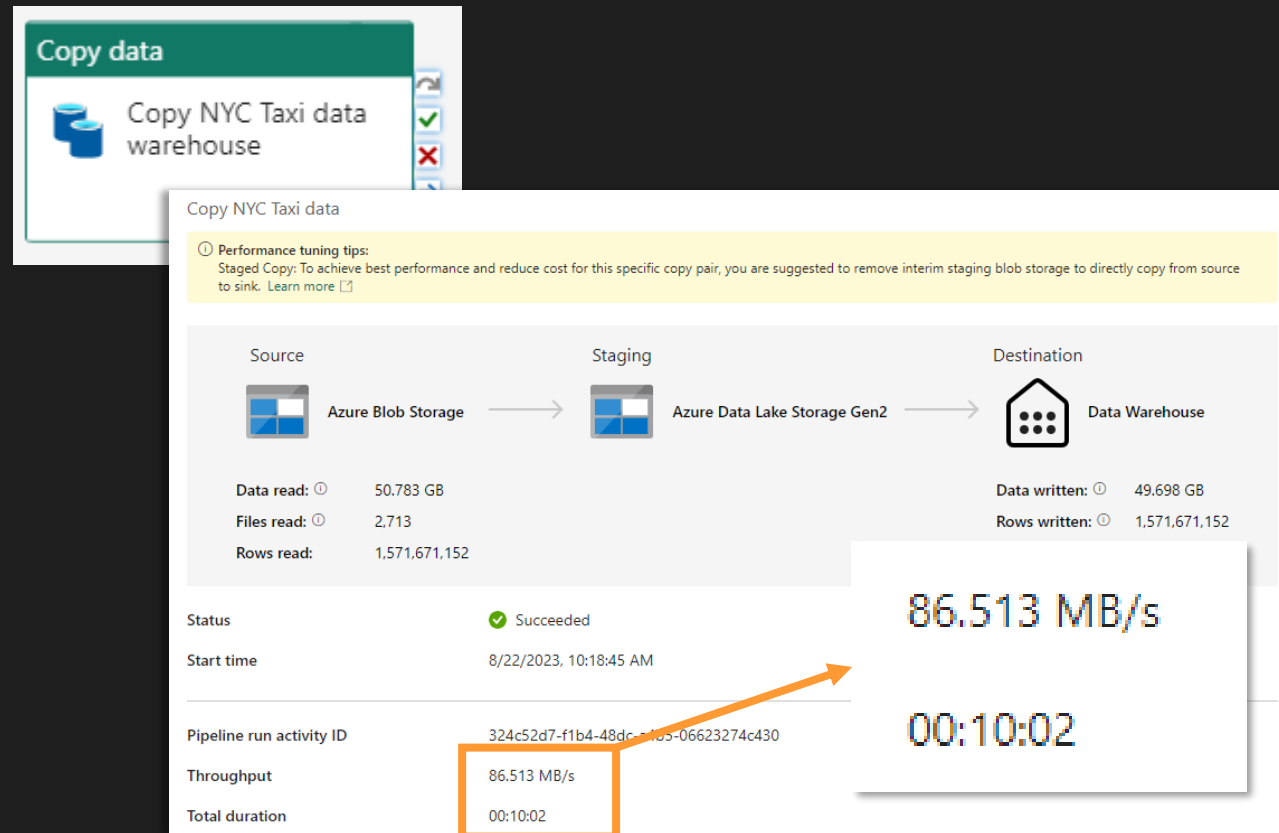 Copy data
Copy NYC Taxi data
warehouse
Copy NYC Taxi data
Performance tuning tips:
Staged Copy: To achieve best performance and reduce cost for this specific copy pair, you are suggested to remove interim staging blob storage to directly copy from source
to sink. Learn more
Source Staging Destination
Azure Blob Storage Azure Data Lake Storage Gen2 Data Warehouse
Data read: 50.783 GB Data written: 49.698 GB
Files read: 2,713 Rows written: 1,571,671,152
Rows read: 1,571,671,152
86.513 MB/s
00:10:02
Status Succeeded
Start time 8/22/2023, 10:18:45 AM
Pipeline run activity ID 324c52d7-f1b4-48dc-
Throughput 86.513 MB/s
Total duration 00:10:02